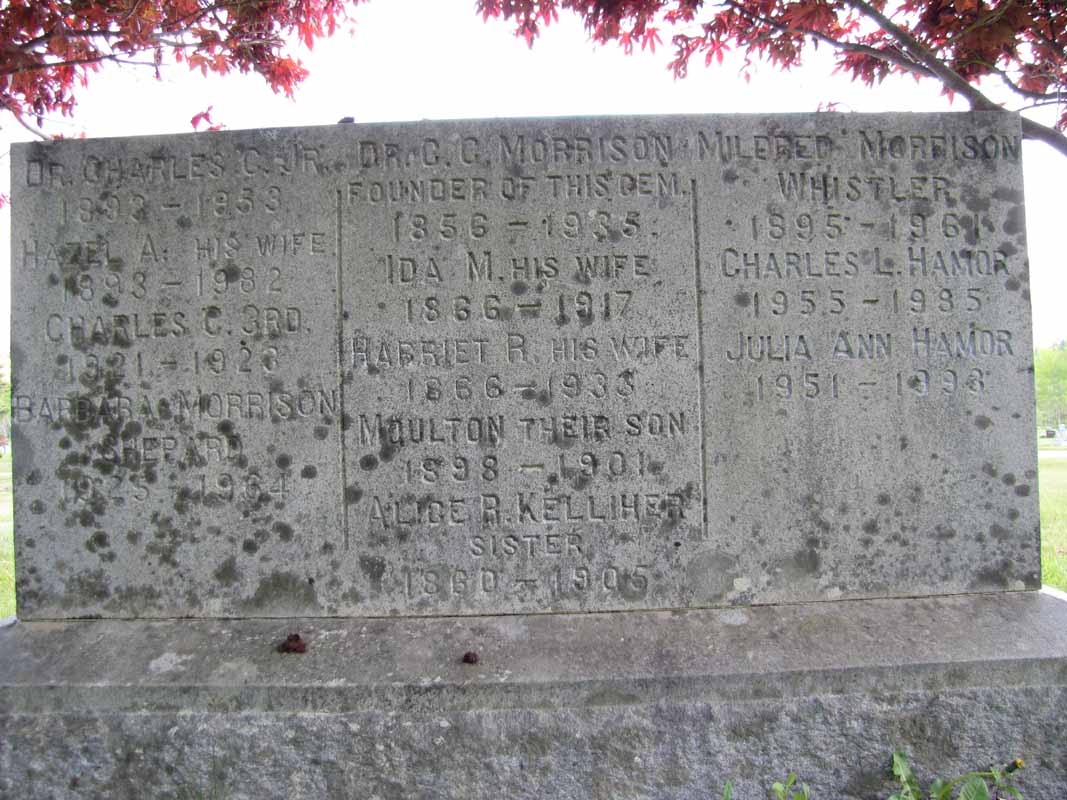 DR. CHARLES C. JR.
1893 – 1953
HAZEL A. HIS WIFE
1893 – 1982
CHARLES C. 3RD.
1921 – 1923
BARBARA MORRISON
SHEPARD
– 1964
DR. C. C. MORRISON
FOUNDER OF THIS CEM.
1856 – 1935.
IDA M. HIS WIFE
1866 – 1917
HARRIET R. HIS WIFE
1866 – 1933
MOULTON THEIR SON
1898 – 1901.
ALICE R. KELLIHER
SISTER
1860 – 1905
MILDRED MORRISON
WHISTLER
1895 – 1961
CHARLES L. HAMOR
1955 – 1985
JULIA ANN HAMOR
1951 – 1998